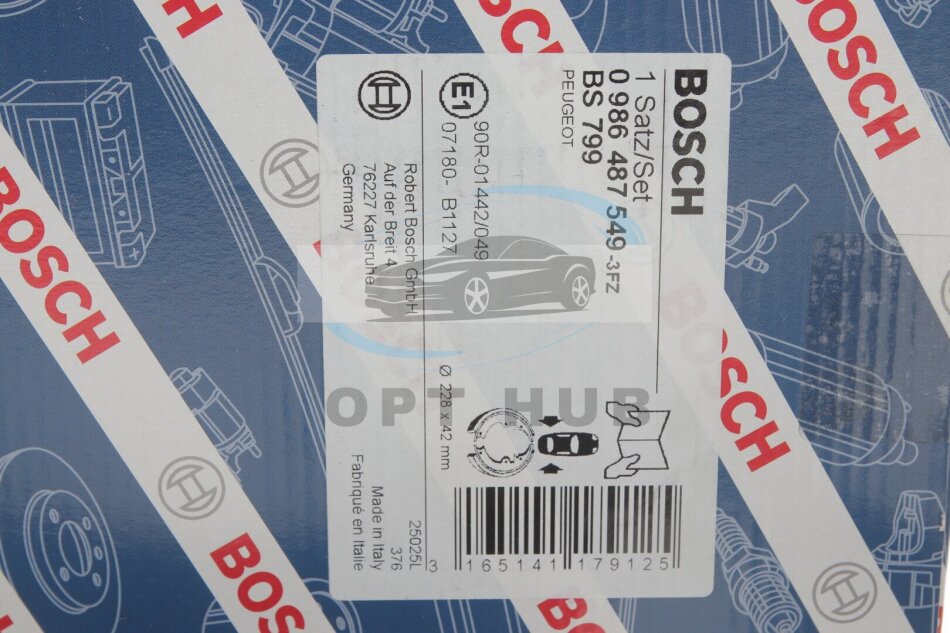 BOSCH
1 Satz/Set
0 986 487 549 -3FZ
BS 799
PEUGEOT
E1
90R-01442/049
07180- B1127
Robert Bosch GmbH
Auf der Breit 4
76227 Karlsruhe
Germany
Ø 228 x 42 mm
25025L
376
Made in Italy
Fabriqué en Italie
3 165141 179125
OPT HUB
BOSCH
BOSCH
BOSCH
BOSCH
BOSCH
BOSCH